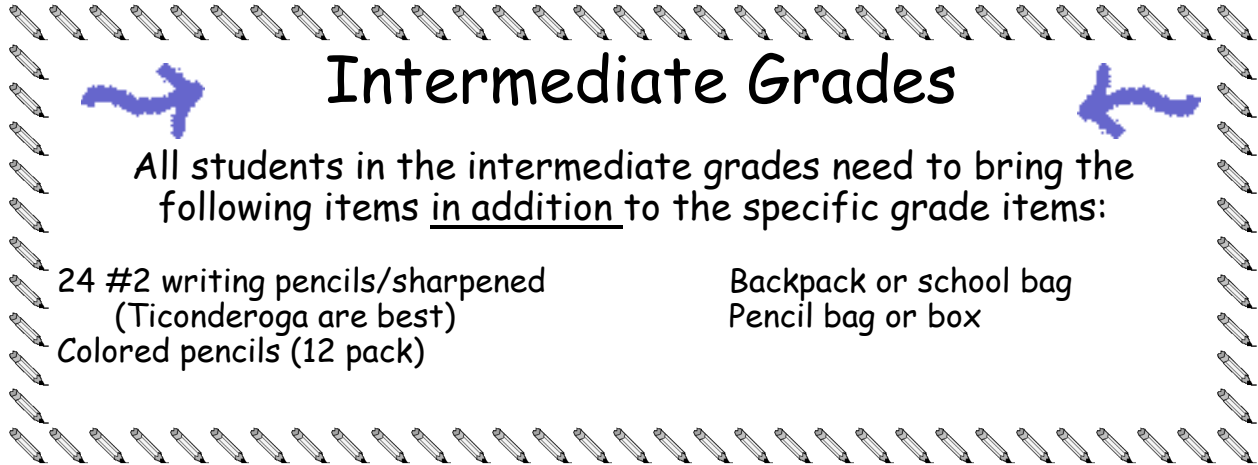 Intermediate Grades
All students in the intermediate grades need to bring the
following items in addition to the specific grade items:
24 #2 writing pencils/sharpened
(Ticonderoga are best)
Colored pencils (12 pack)
Backpack or school bag
Pencil bag or box